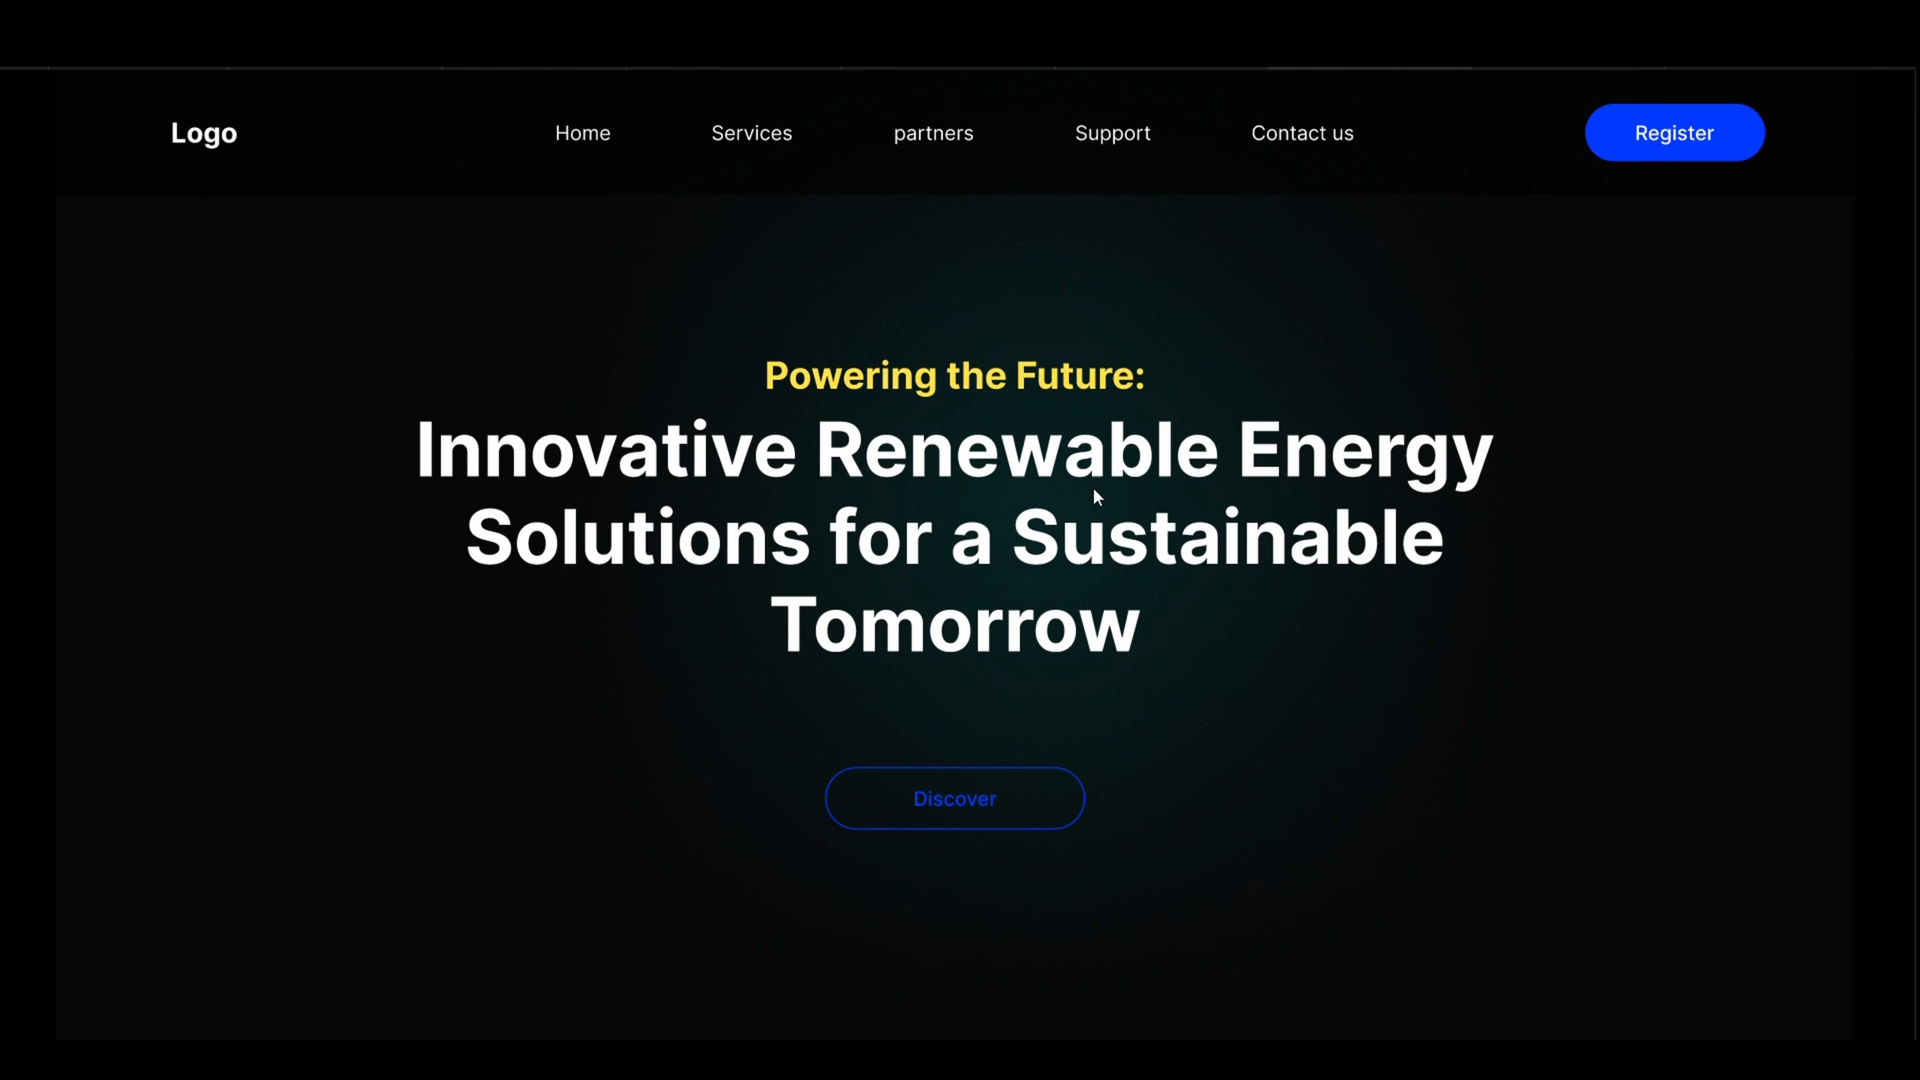 Logo
Home
Services
partners
Support
Contact us
Register
Powering the Future:
Innovative Renewable Energy
Solutions for a Sustainable
Tomorrow
Discover